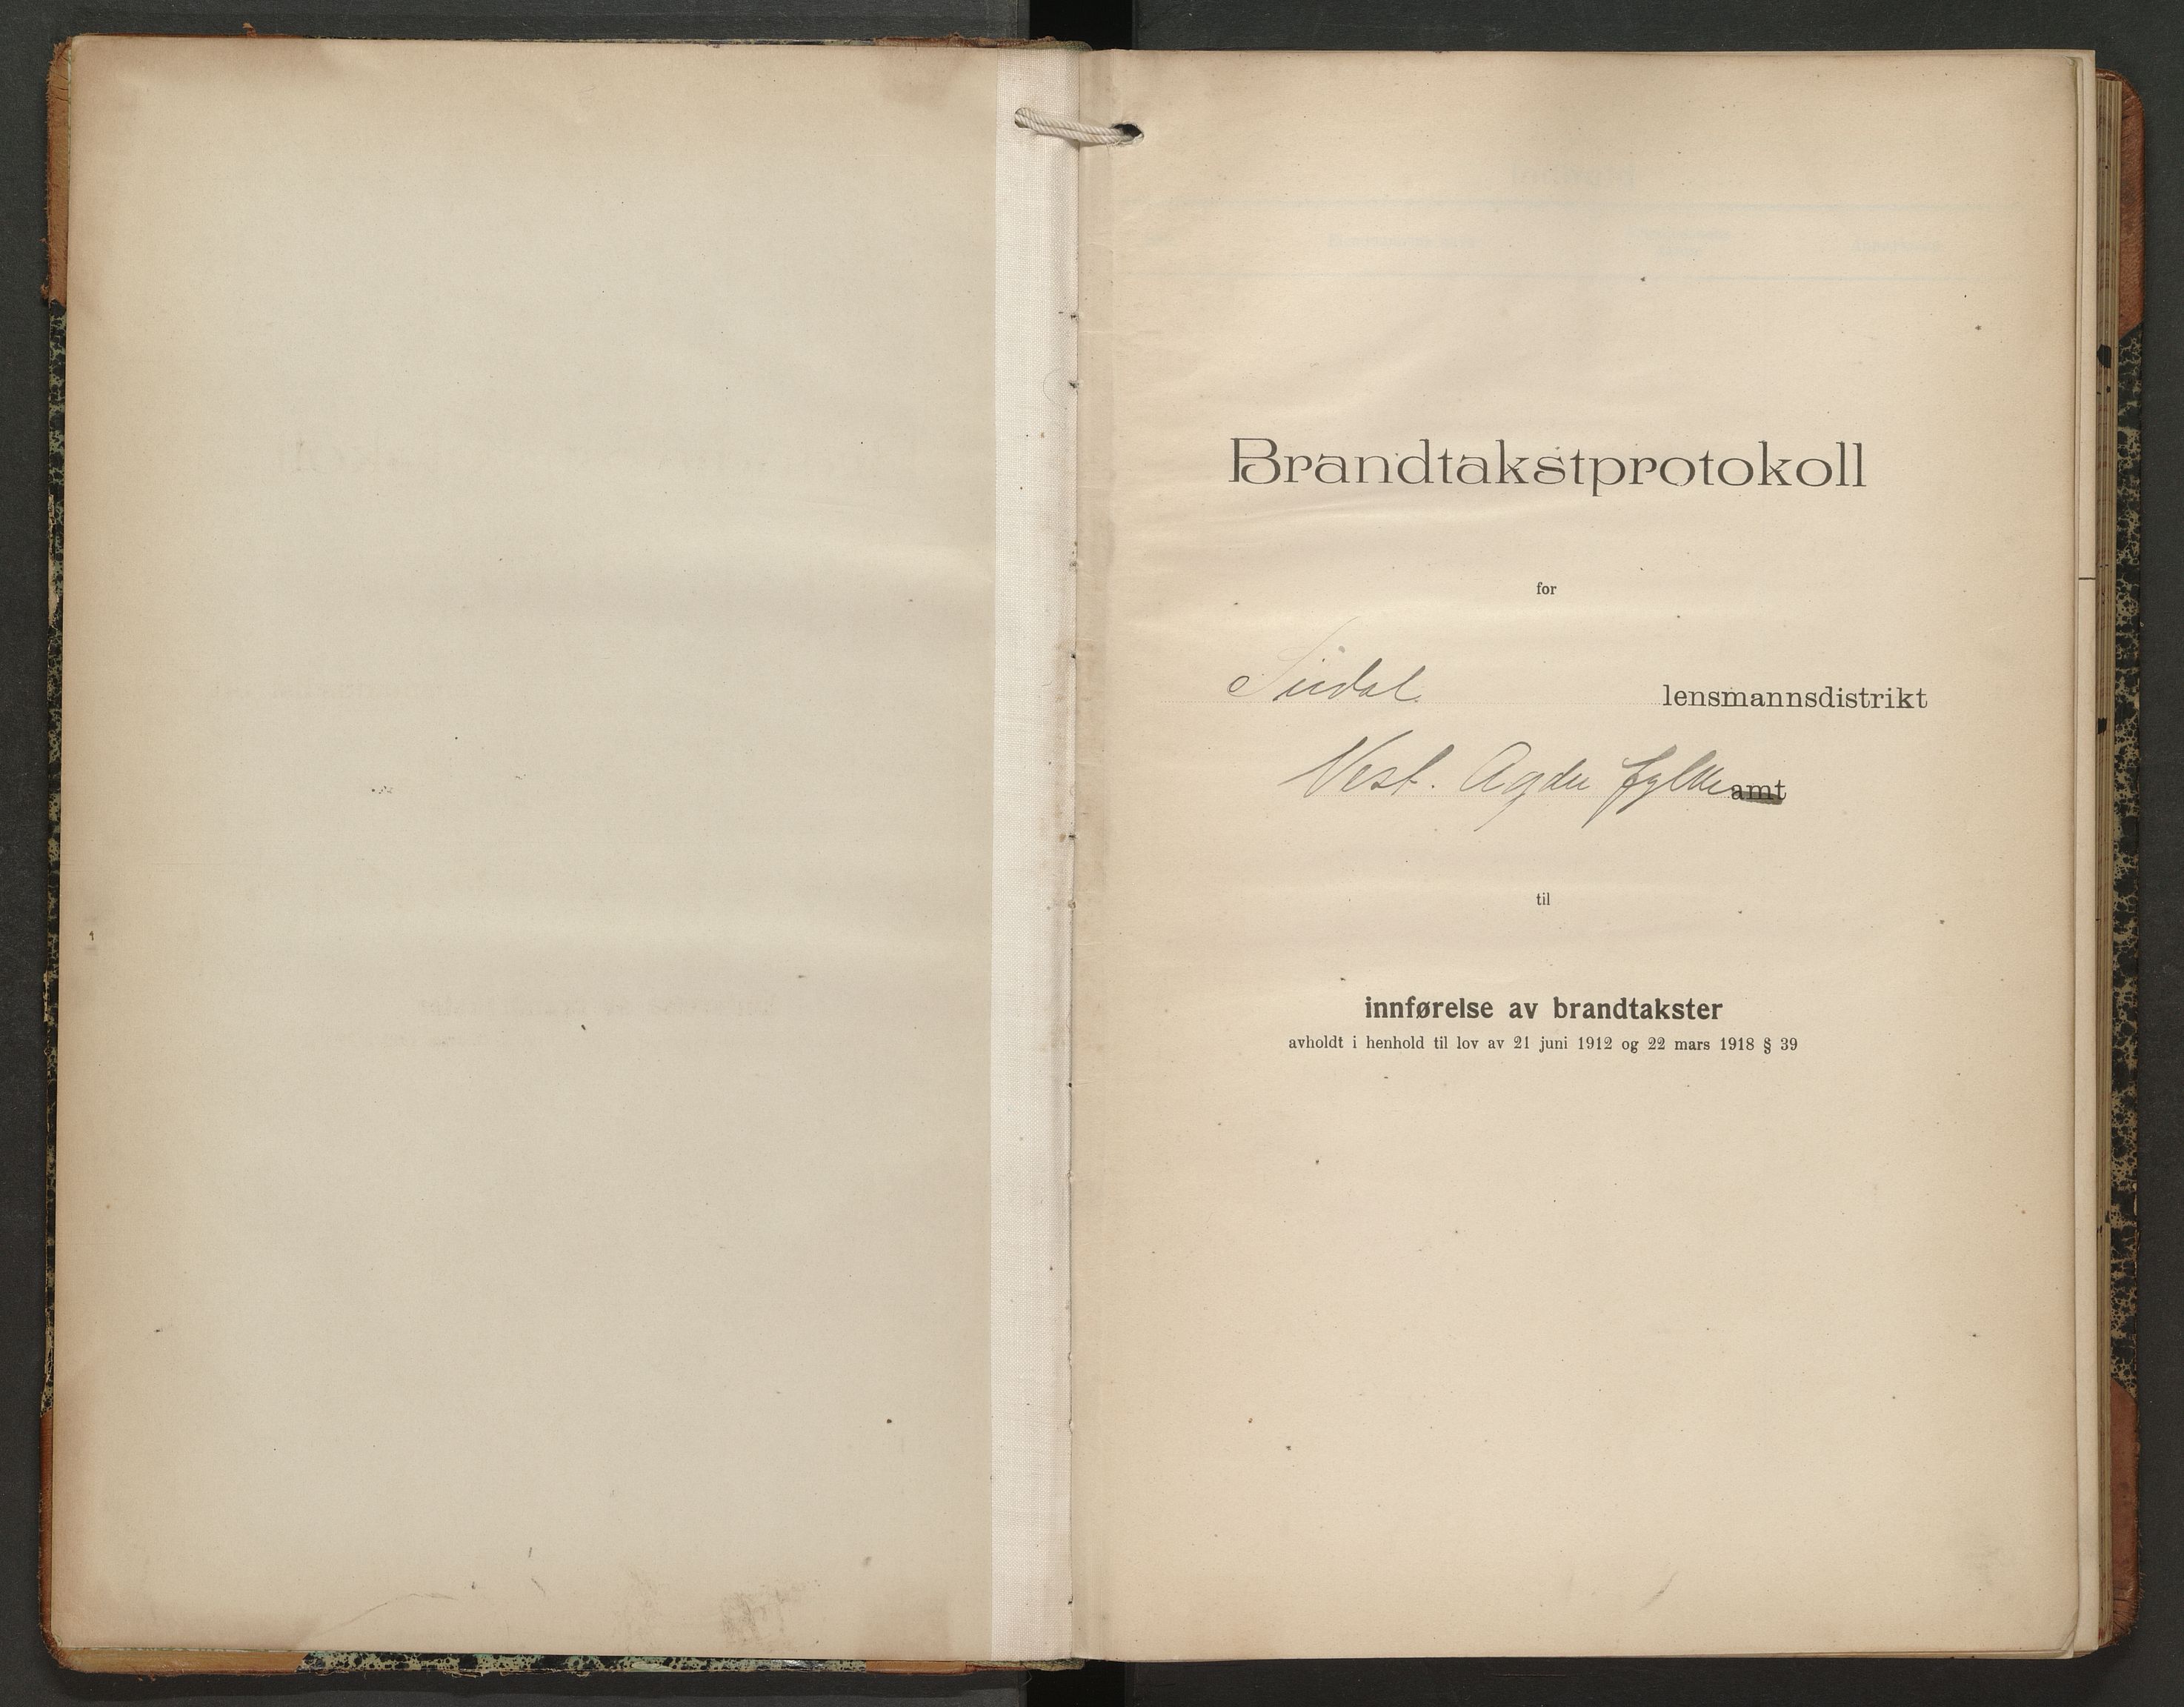 Brandtakstprotokoll
for
Sirdal lensmannsdistrikt
Vest. Agder fylke amt
til
innførelse av brandtakster
avholdt i henhold til lov av 21 juni 1912 og 22 mars 1918 § 39